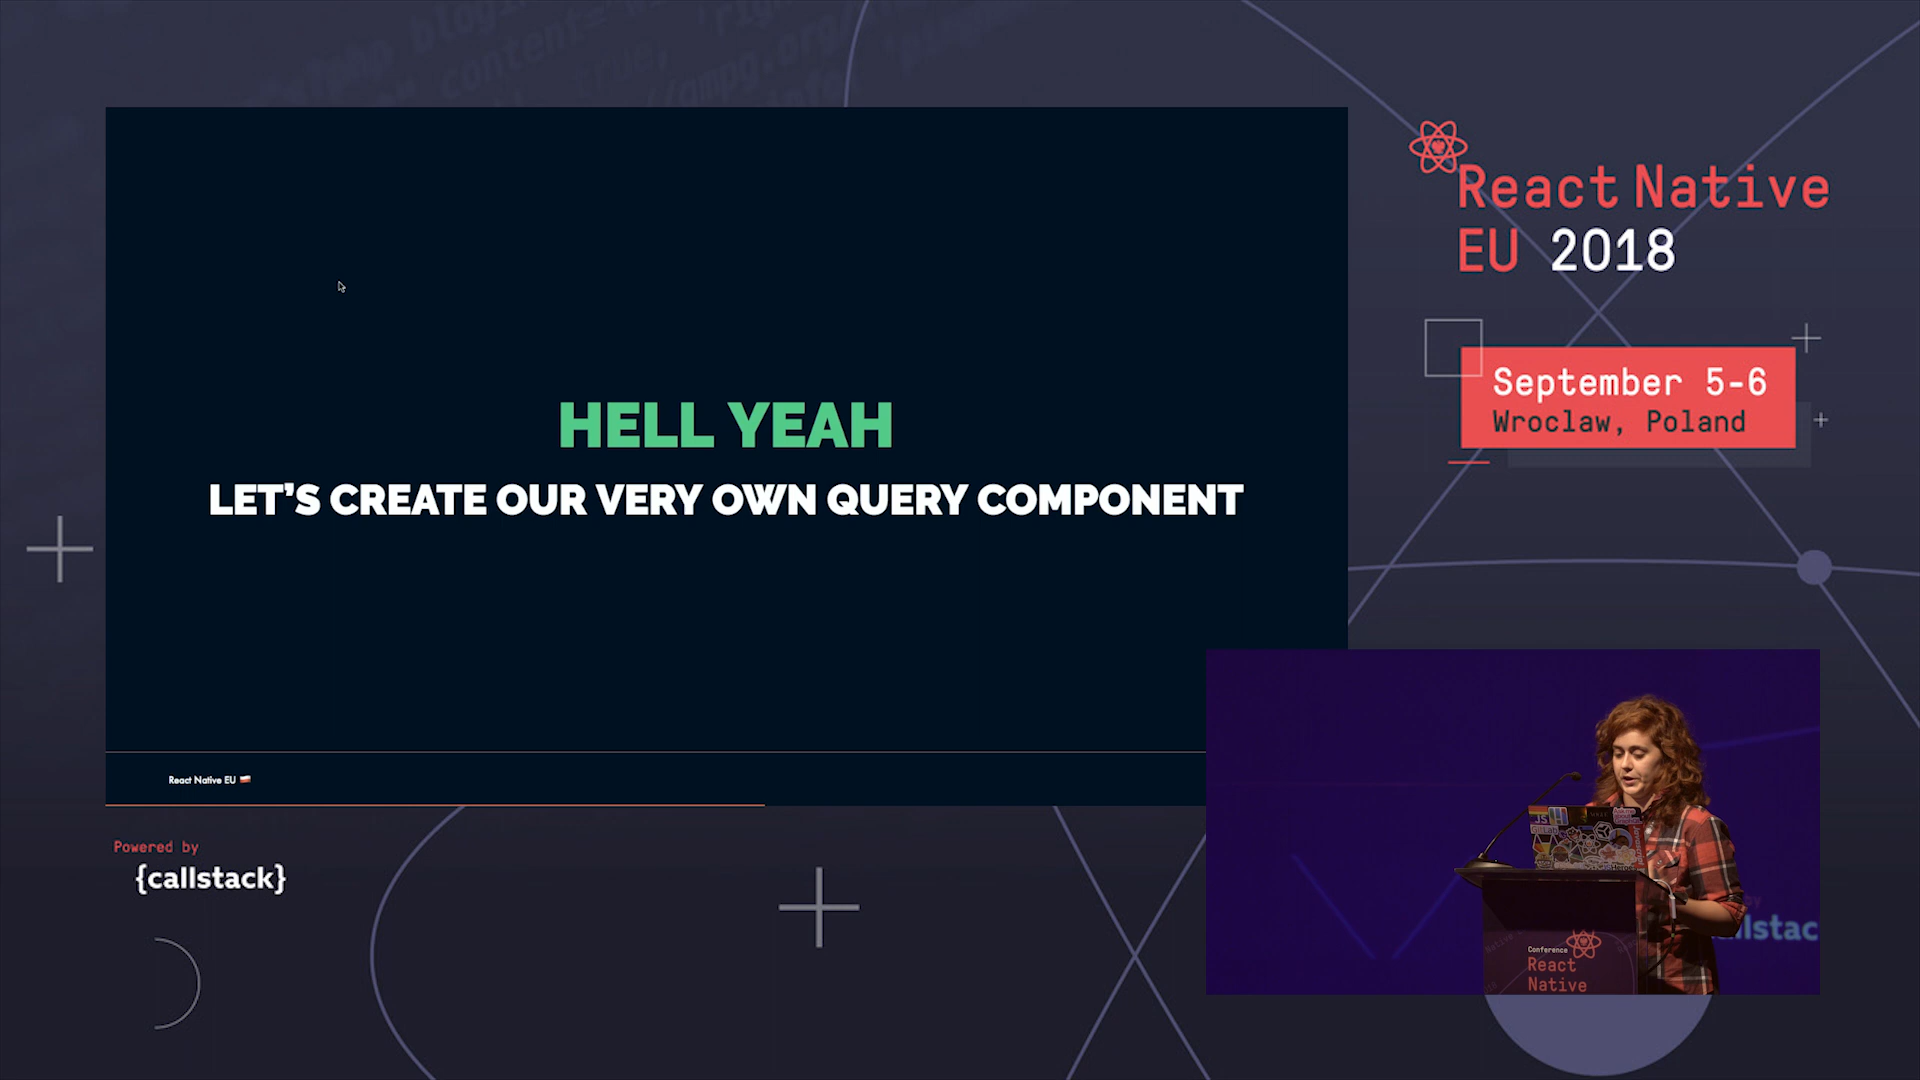 HELL YEAH
LET'S CREATE OUR VERY OWN QUERY COMPONENT
React Native EU
React Native
EU 2018
September 5-6
Wroclaw, Poland
Powered by
{callstack}
Conference
React
Native
llstac